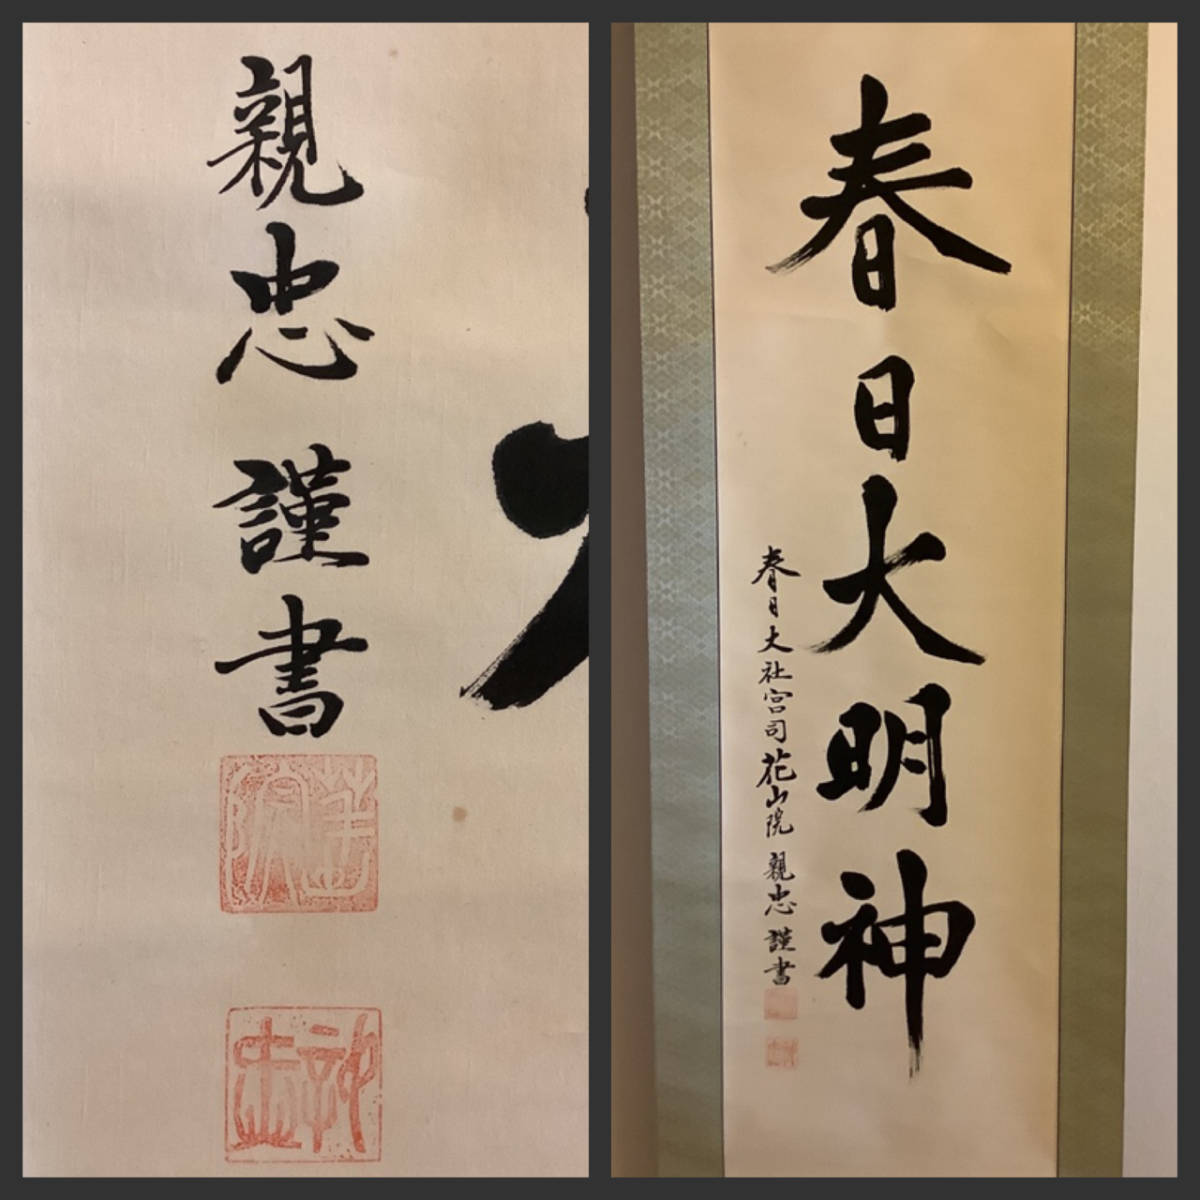 親忠 謹書
春日大明神
春日大社宮司 花山院 親忠 謹書